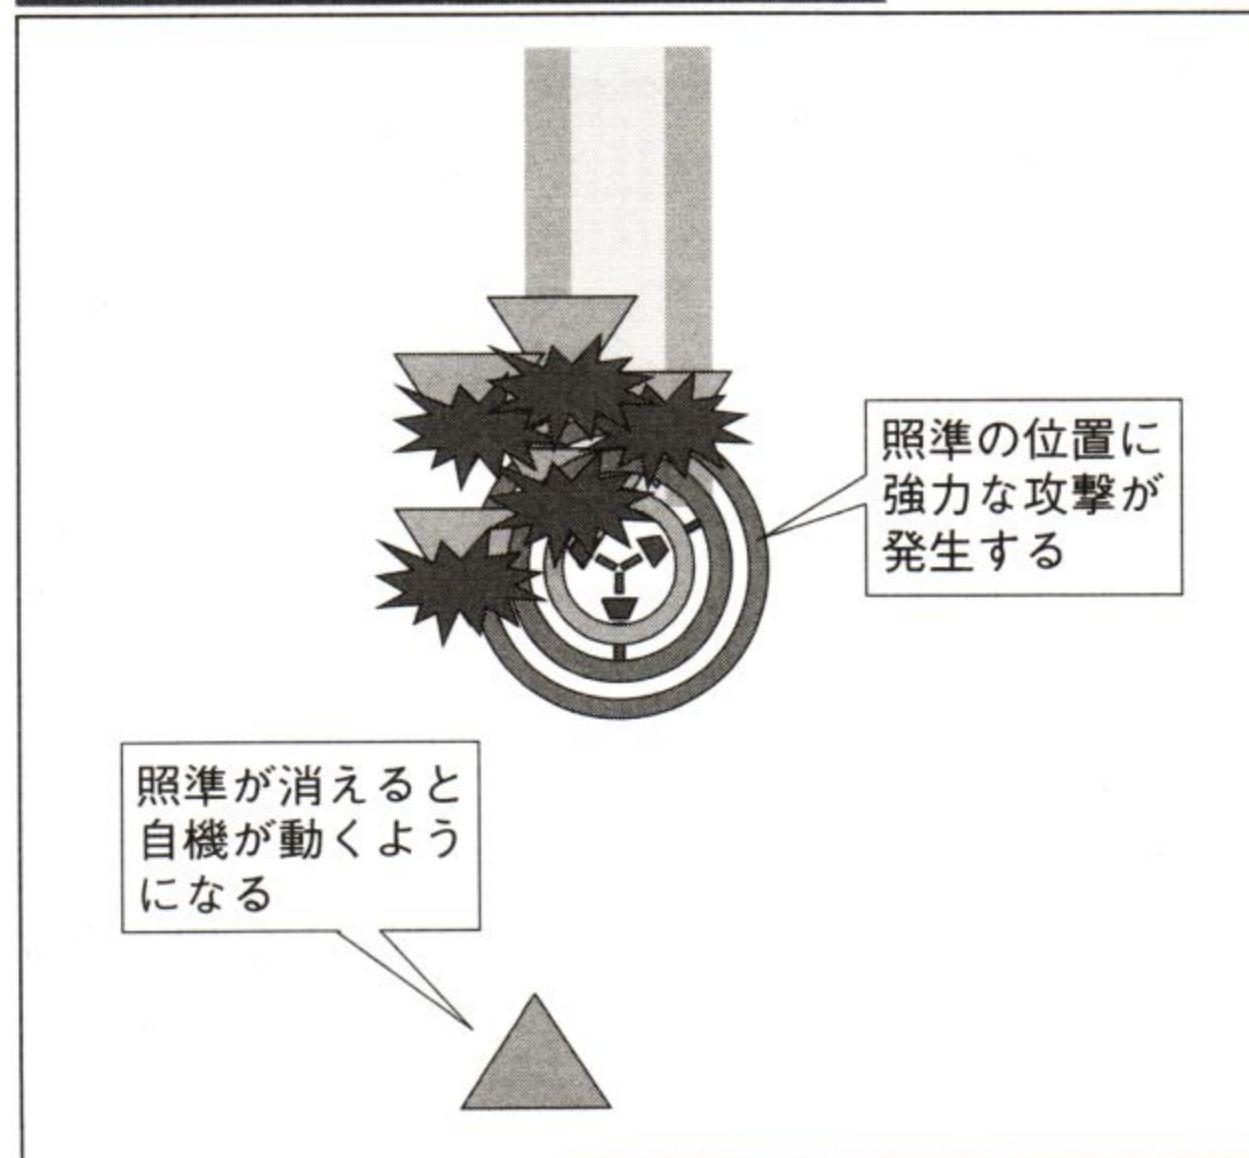 照準の位置に
強力な攻撃が
発生する
照準が消えると
自機が動くよう
になる